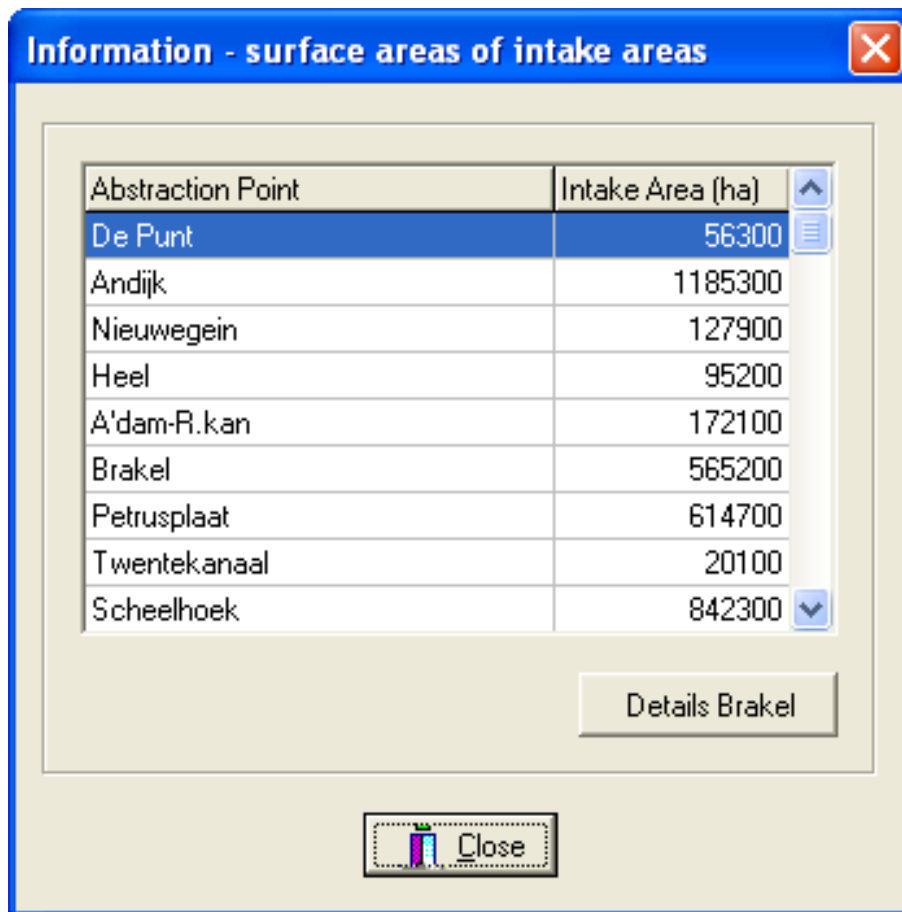 Information - surface areas of intake areas
Abstraction Point Intake Area (ha)
De Punt 56300
Andijk 1185300
Nieuwegein 127900
Heel 95200
A'dam-R.kan 172100
Brakel 565200
Petrusplaat 614700
Twentekanaal 20100
Scheelhoek 842300
Details Brakel
Close